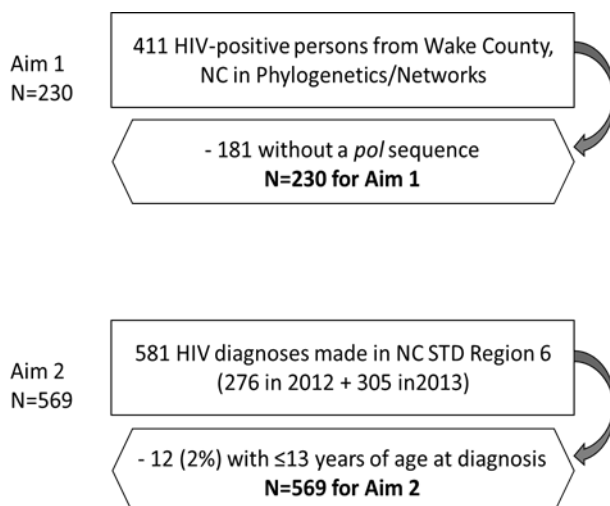 411 HIV-positive persons from Wake County,
NC in Phylogenetics/Networks
Aim 1
N=230
- 181 without a pol sequence
N=230 for Aim 1
581 HIV diagnoses made in NC STD Region 6
(276 in 2012 + 305 in2013)
Aim 2
N=569
- 12 (2%) with ≤13 years of age at diagnosis
N=569 for Aim 2